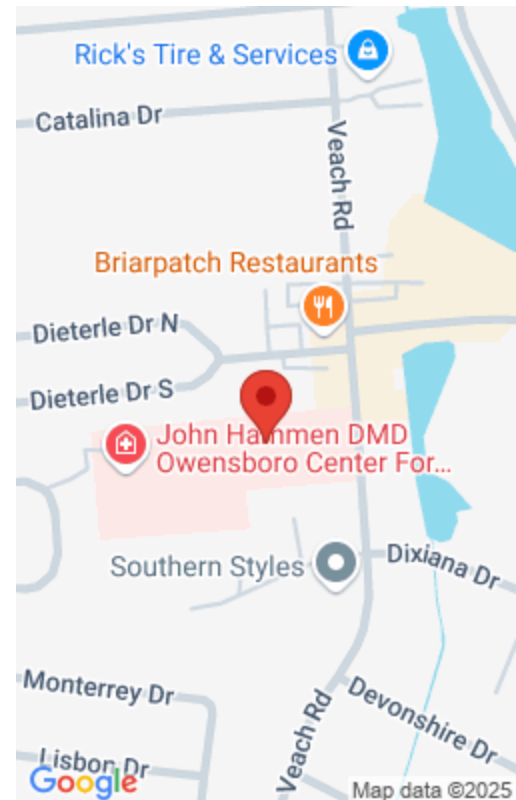 Rick's Tire & Services
Catalina Dr
Veach Rd
Briarpatch Restaurants
Dieterle Dr N
Dieterle Dr S
John Hammen DMD
Owensboro Center For...
Southern Styles
Dixiana Dr
Monterrey Dr
Devonshire Dr
Veach Rd
Lisbon Dr
Google
Map data ©2025